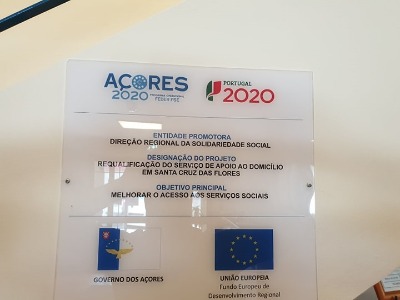 AÇORES
2020
PROGRAMA OPERACIONAL
FEDER FSE
PORTUGAL
2020
ENTIDADE PROMOTORA
DIREÇÃO REGIONAL DA SOLIDARIEDADE SOCIAL
DESIGNAÇÃO DO PROJETO
REQUALIFICAÇÃO DO SERVIÇO DE APOIO AO DOMICÍLIO
EM SANTA CRUZ DAS FLORES
OBJETIVO PRINCIPAL
MELHORAR O ACESSO AOS SERVIÇOS SOCIAIS
GOVERNO DOS AÇORES
UNIÃO EUROPEIA
Fundo Europeu de
Desenvolvimento Regional